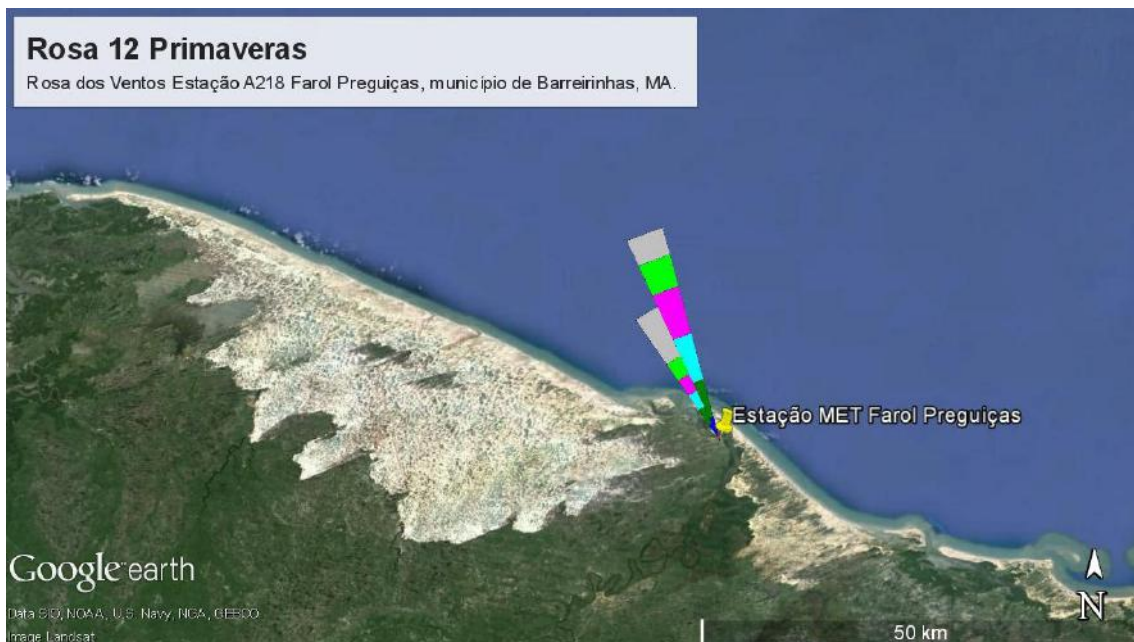 Rosa 12 Primaveras
Rosa dos Ventos Estação A218 Farol Preguiças, município de Barreirinhas, MA.
Estação MET Farol Preguiças
Google earth
Data SIO, NOAA, U.S. Navy, NGA, GEBCO
Image Landsat
N
50 km